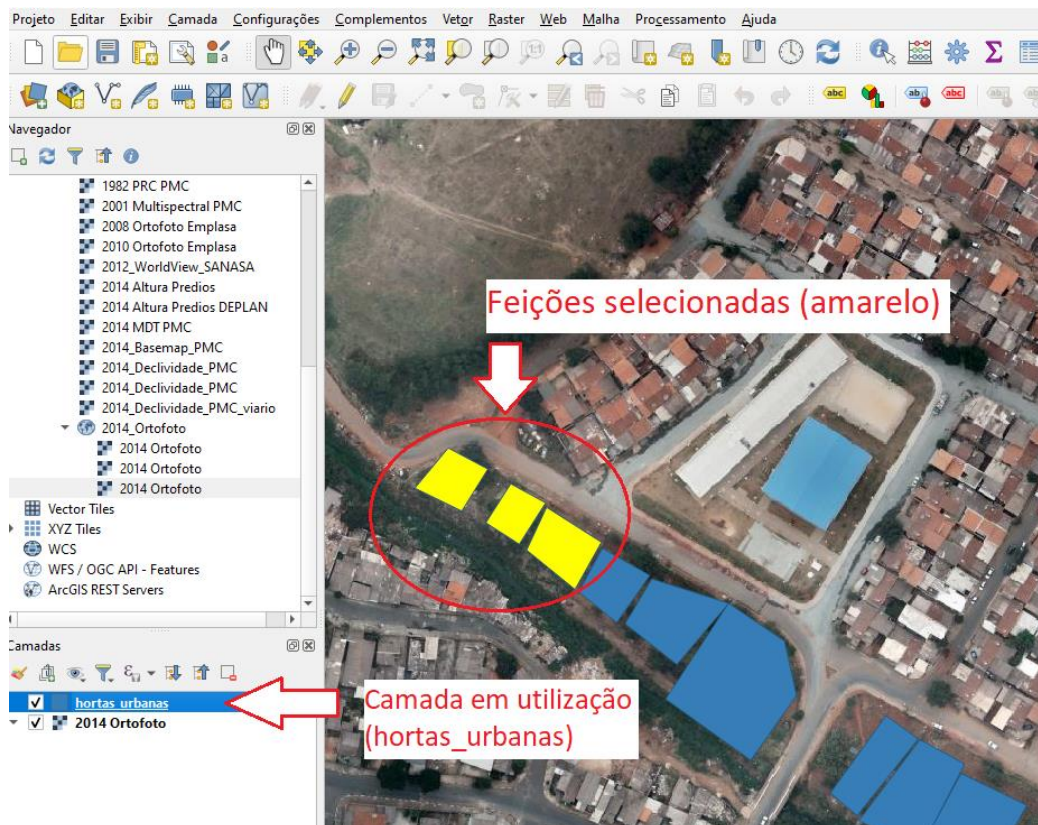 Projeto Editar Exibir Camada Configurações Complementos Vetor Raster Web Malha Processamento Ajuda
abc
ab
abc
Navegador
1982 PRC PMC
2001 Multispectral PMC
2008 Ortofoto Emplasa
2010 Ortofoto Emplasa
2012_WorldView_SANASA
2014 Altura Predios
2014 Altura Predios DEPLAN
2014 MDT PMC
2014_Basemap_PMC
2014_Declividade_PMC
2014_Declividade_PMC
2014_Declividade_PMC_viario
2014_Ortofoto
2014 Ortofoto
2014 Ortofoto
2014 Ortofoto
Vector Tiles
XYZ Tiles
WCS
WFS / OGC API - Features
ArcGIS REST Servers
Feições selecionadas (amarelo)
Camadas
hortas_urbanas
2014 Ortofoto
Camada em utilização
(hortas_urbanas)